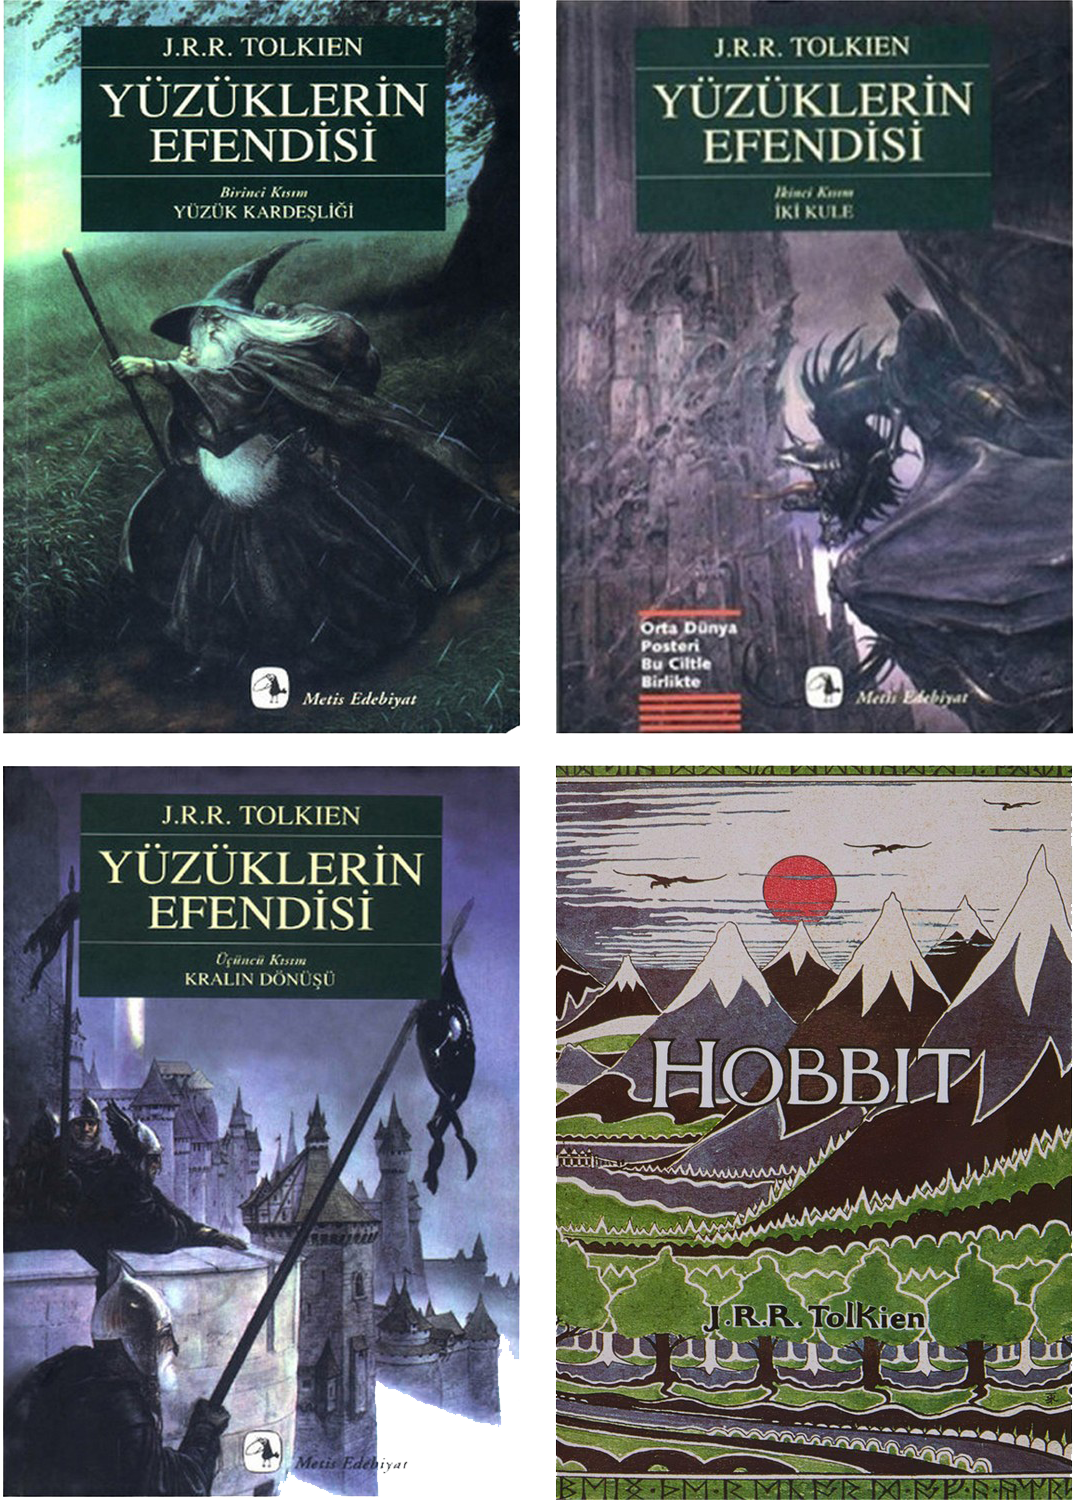 J.R.R. TOLKIEN
YÜZÜKLERİN
EFENDİSİ
Birinci Kısım
YÜZÜK KARDEŞLİĞİ
Metis Edebiyat
J.R.R. TOLKIEN
YÜZÜKLERİN
EFENDİSİ
İkinci Kısım
İKİ KULE
Orta Dünya
Posteri
Bu Ciltle
Birlikte
Metis Edebiyat
J.R.R. TOLKIEN
YÜZÜKLERİN
EFENDİSİ
Üçüncü Kısım
KRALIN DÖNÜŞÜ
Metis Edebiyat
HOBBIT
J.R.R. Tolkien